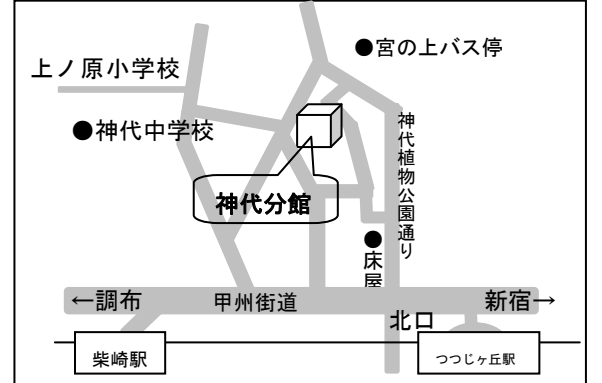 ●宮の上バス停
上ノ原小学校
●神代中学校
神代植物公園通り
神代分館
●床屋
←調布
甲州街道
新宿→
北口
柴崎駅
つつじヶ丘駅